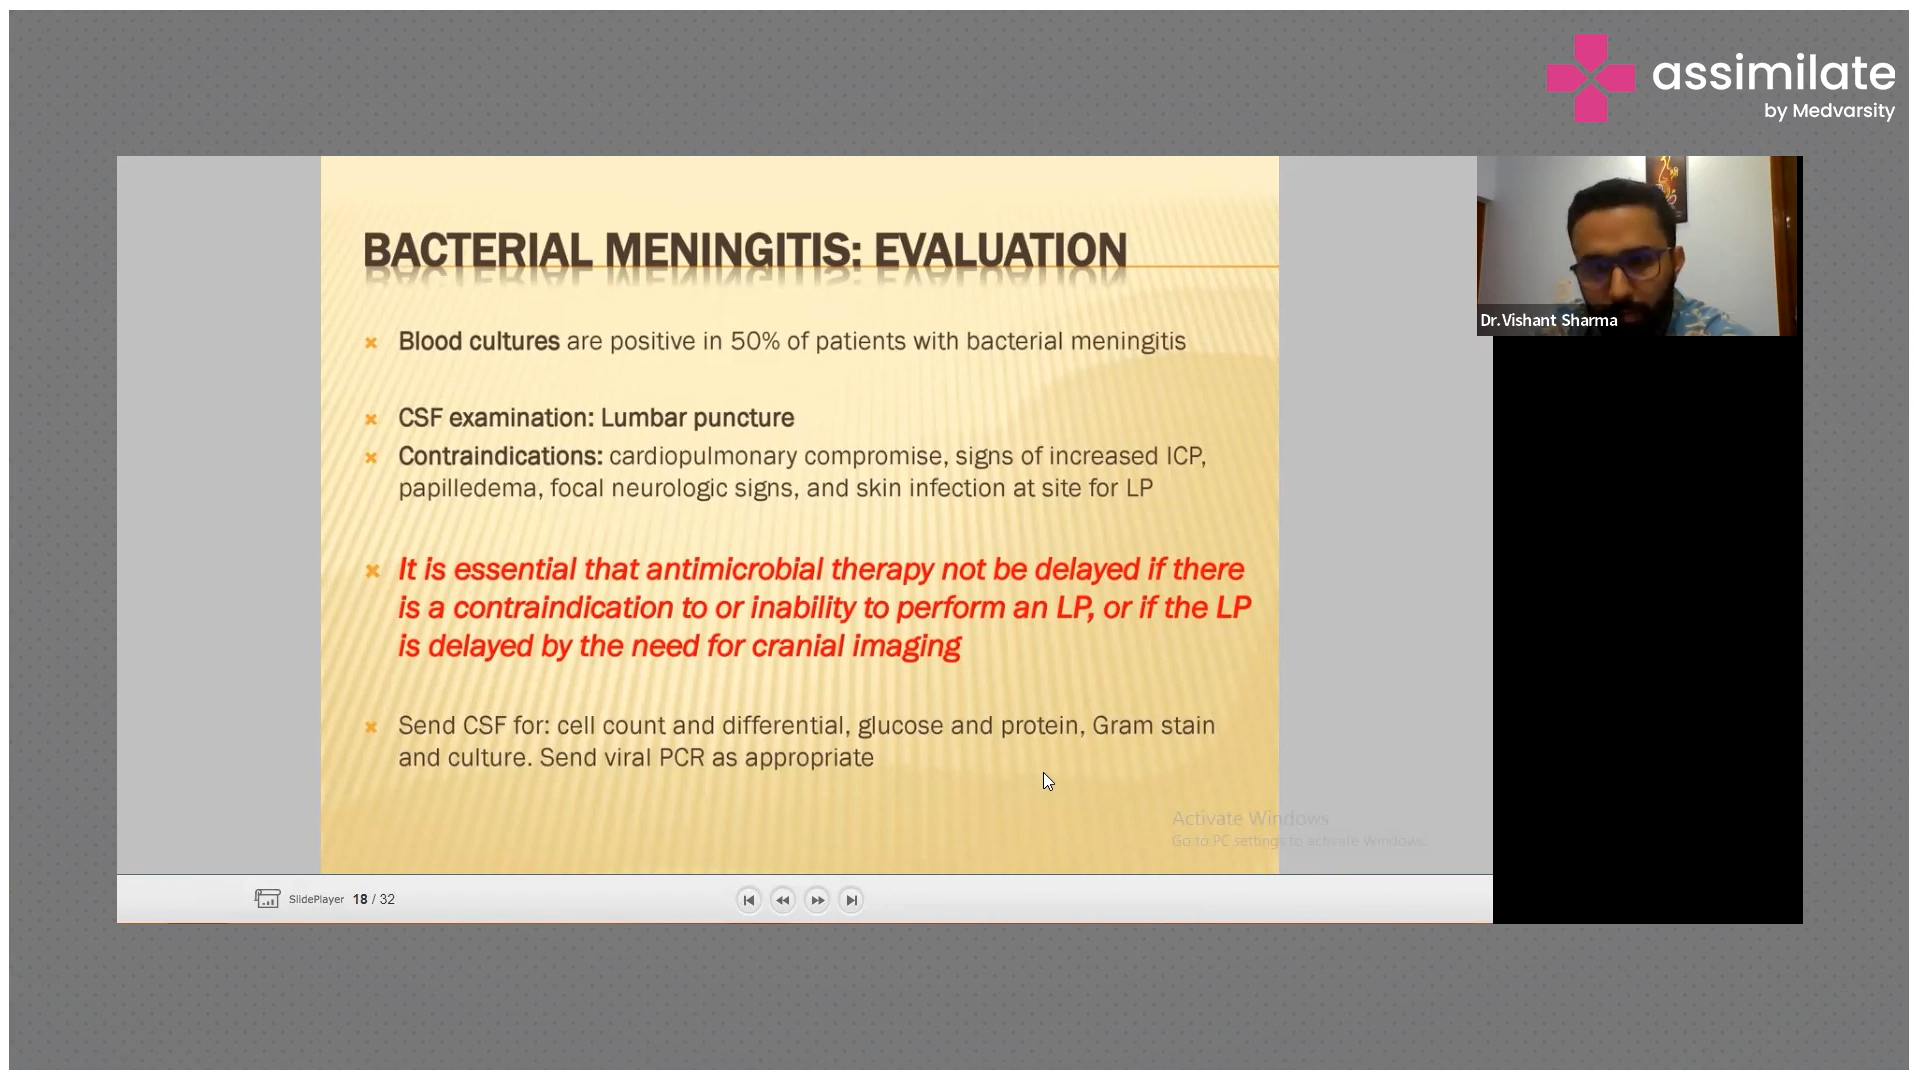 assimilate
by Medvarsity
BACTERIAL MENINGITIS: EVALUATION
Blood cultures are positive in 50% of patients with bacterial meningitis
CSF examination: Lumbar puncture
Contraindications: cardiopulmonary compromise, signs of increased ICP,
papilledema, focal neurologic signs, and skin infection at site for LP
It is essential that antimicrobial therapy not be delayed if there
is a contraindication to or inability to perform an LP, or if the LP
is delayed by the need for cranial imaging
Send CSF for: cell count and differential, glucose and protein, Gram stain
and culture. Send viral PCR as appropriate
Dr.Vishant Sharma
Activate Windows
Go to PC settings to activate Windows.
SlidePlayer 18 / 32